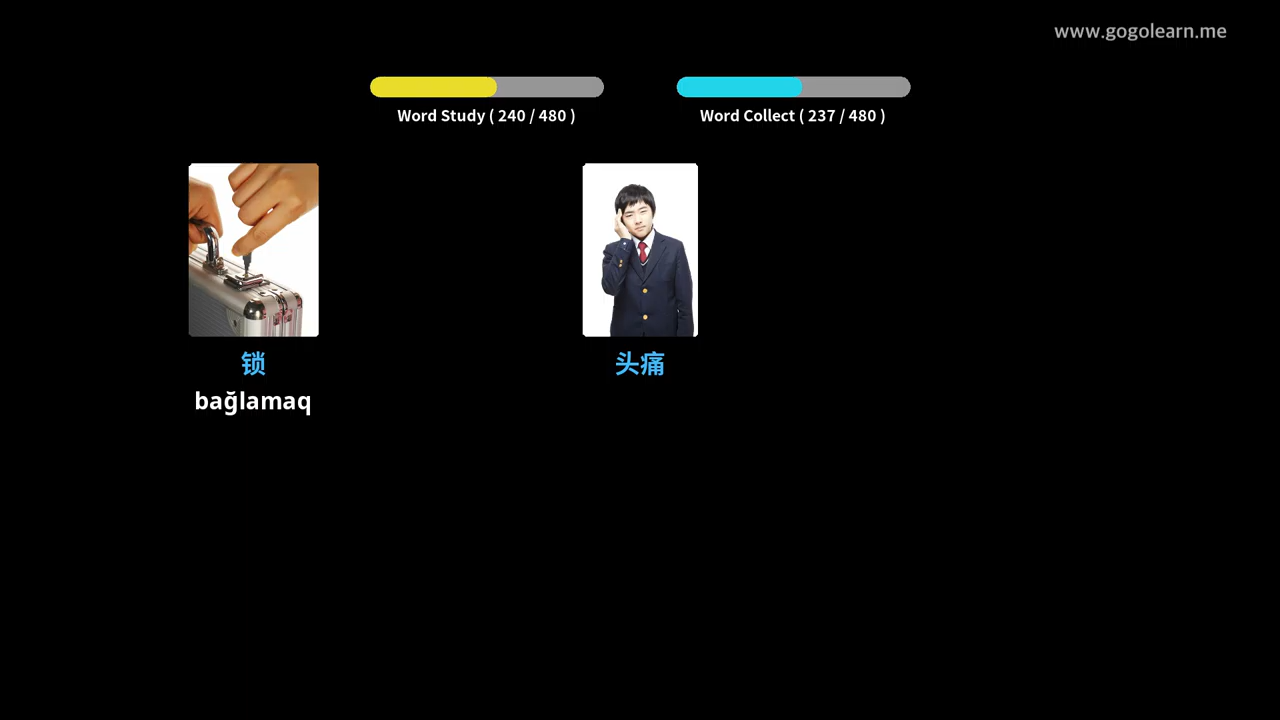 www.gogolearn.me
Word Study ( 240 / 480 )
Word Collect ( 237 / 480 )
锁
bağlamaq
头痛